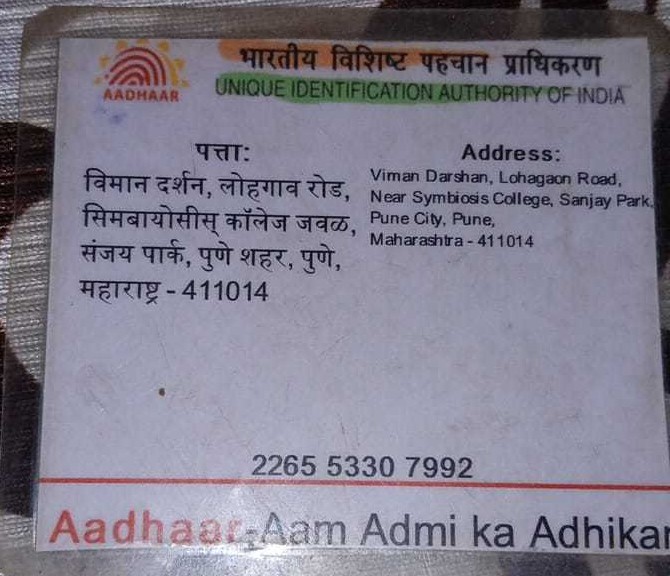 AADHAAR
भारतीय विशिष्ट पहचान प्राधिकरण
UNIQUE IDENTIFICATION AUTHORITY OF INDIA
पत्ता:
विमान दर्शन, लोहगाव रोड,
सिमबायोसीस् कॉलेज जवळ,
संजय पार्क, पुणे शहर, पुणे,
महाराष्ट्र - 411014
Address:
Viman Darshan, Lohagaon Road,
Near Symbiosis College, Sanjay Park,
Pune City, Pune,
Maharashtra - 411014
2265 5330 7992
Aadhaar-Aam Admi ka Adhikar